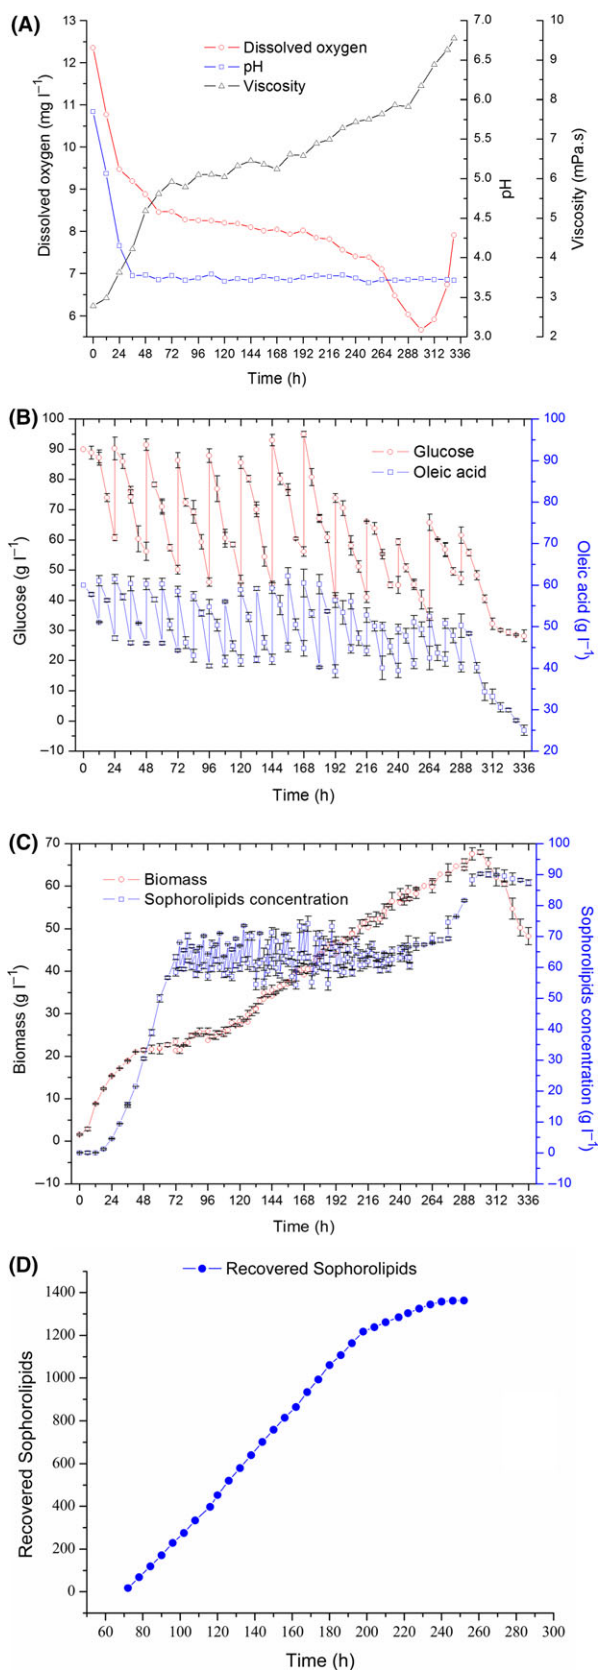 (A)
Dissolved oxygen
pH
Viscosity
13
12
11
10
9
8
7
6
Dissolved oxygen (mg l⁻¹)
7.0
6.5
6.0
5.5
5.0
4.5
4.0
3.5
3.0
pH
10
9
8
7
6
5
4
3
2
Viscosity (mPa.s)
0 24 48 72 96 120 144 168 192 216 240 264 288 312 336
Time (h)
(B)
Glucose
Oleic acid
100
90
80
70
60
50
40
30
20
10
0
−10
Glucose (g l⁻¹)
100
90
80
70
60
50
40
30
20
Oleic acid (g l⁻¹)
0 24 48 72 96 120 144 168 192 216 240 264 288 312 336
Time (h)
(C)
Biomass
Sophorolipids concentration
70
60
50
40
30
20
10
0
−10
Biomass (g l⁻¹)
100
90
80
70
60
50
40
30
20
10
0
−10
Sophorolipids concentration (g l⁻¹)
0 24 48 72 96 120 144 168 192 216 240 264 288 312 336
Time (h)
(D)
Recovered Sophorolipids
1400
1200
1000
800
600
400
200
0
Recovered Sophorolipids
60 80 100 120 140 160 180 200 220 240 260 280 300
Time (h)